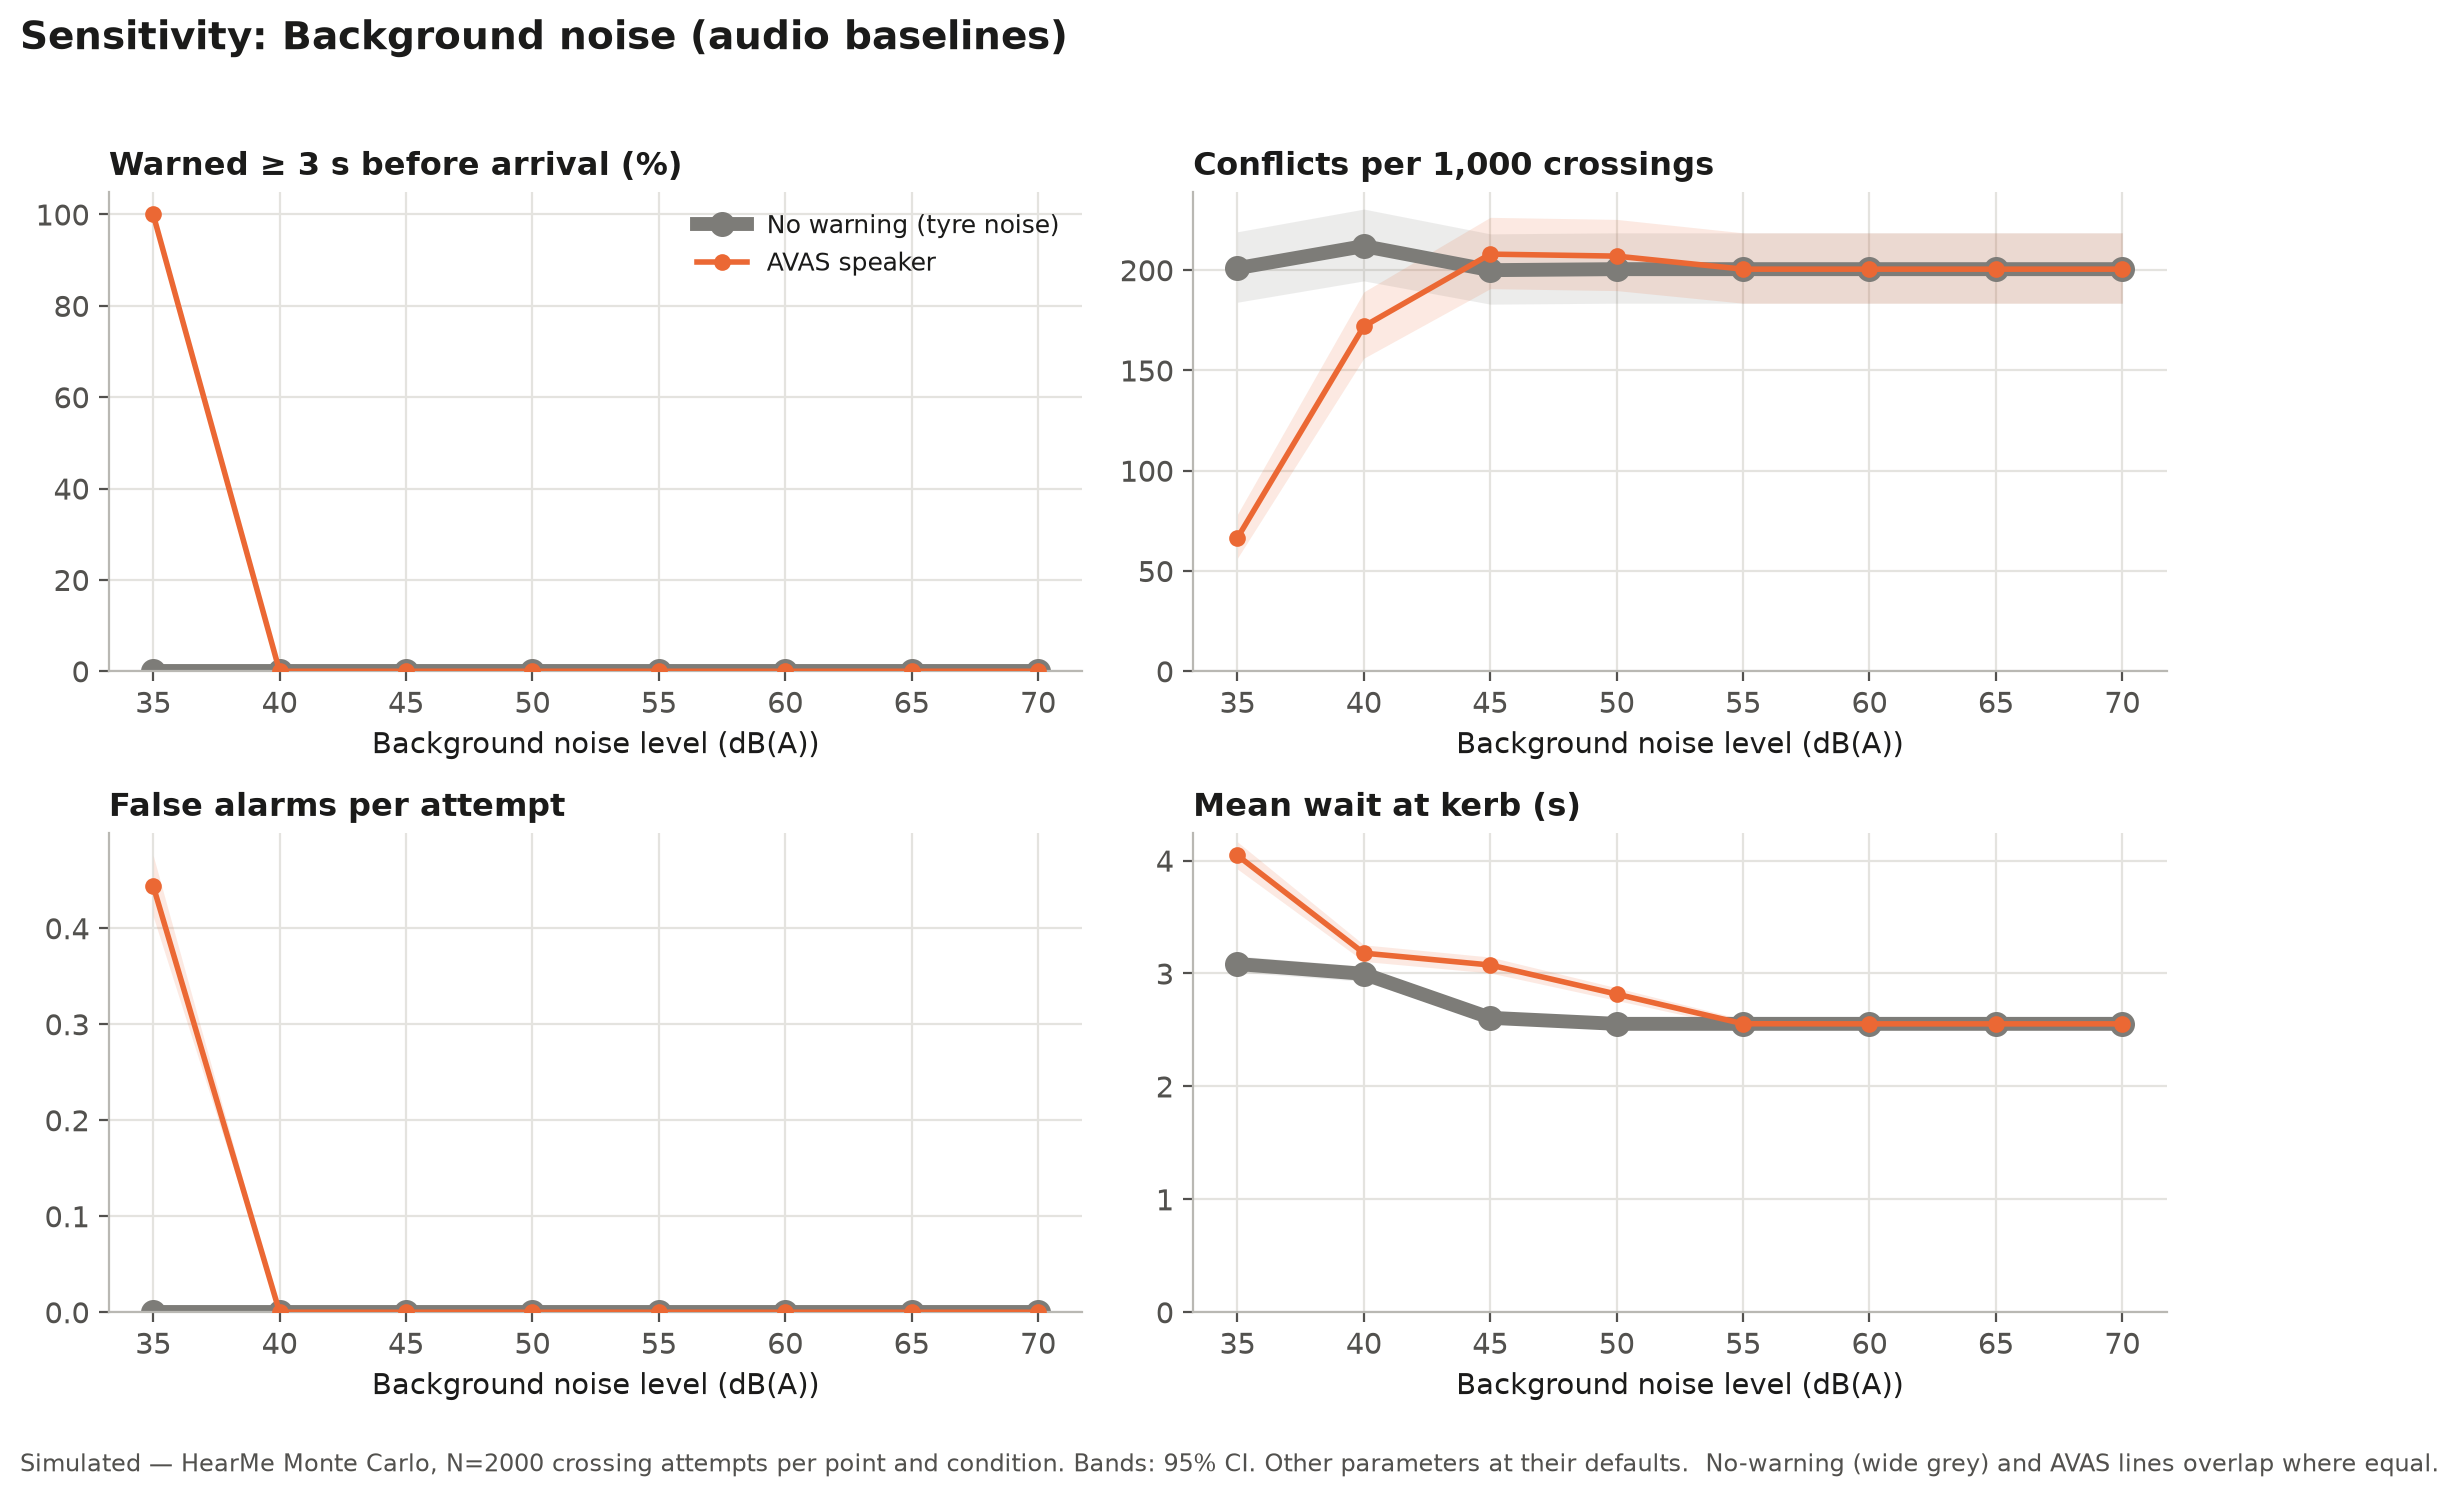 Sensitivity: Background noise (audio baselines)
Warned ≥ 3 s before arrival (%)
100
80
60
40
20
0
No warning (tyre noise)
AVAS speaker
35 40 45 50 55 60 65 70
Background noise level (dB(A))
Conflicts per 1,000 crossings
200
150
100
50
0
35 40 45 50 55 60 65 70
Background noise level (dB(A))
False alarms per attempt
0.4
0.3
0.2
0.1
0.0
35 40 45 50 55 60 65 70
Background noise level (dB(A))
Mean wait at kerb (s)
4
3
2
1
0
35 40 45 50 55 60 65 70
Background noise level (dB(A))
Simulated — HearMe Monte Carlo, N=2000 crossing attempts per point and condition. Bands: 95% CI. Other parameters at their defaults.  No-warning (wide grey) and AVAS lines overlap where equal.